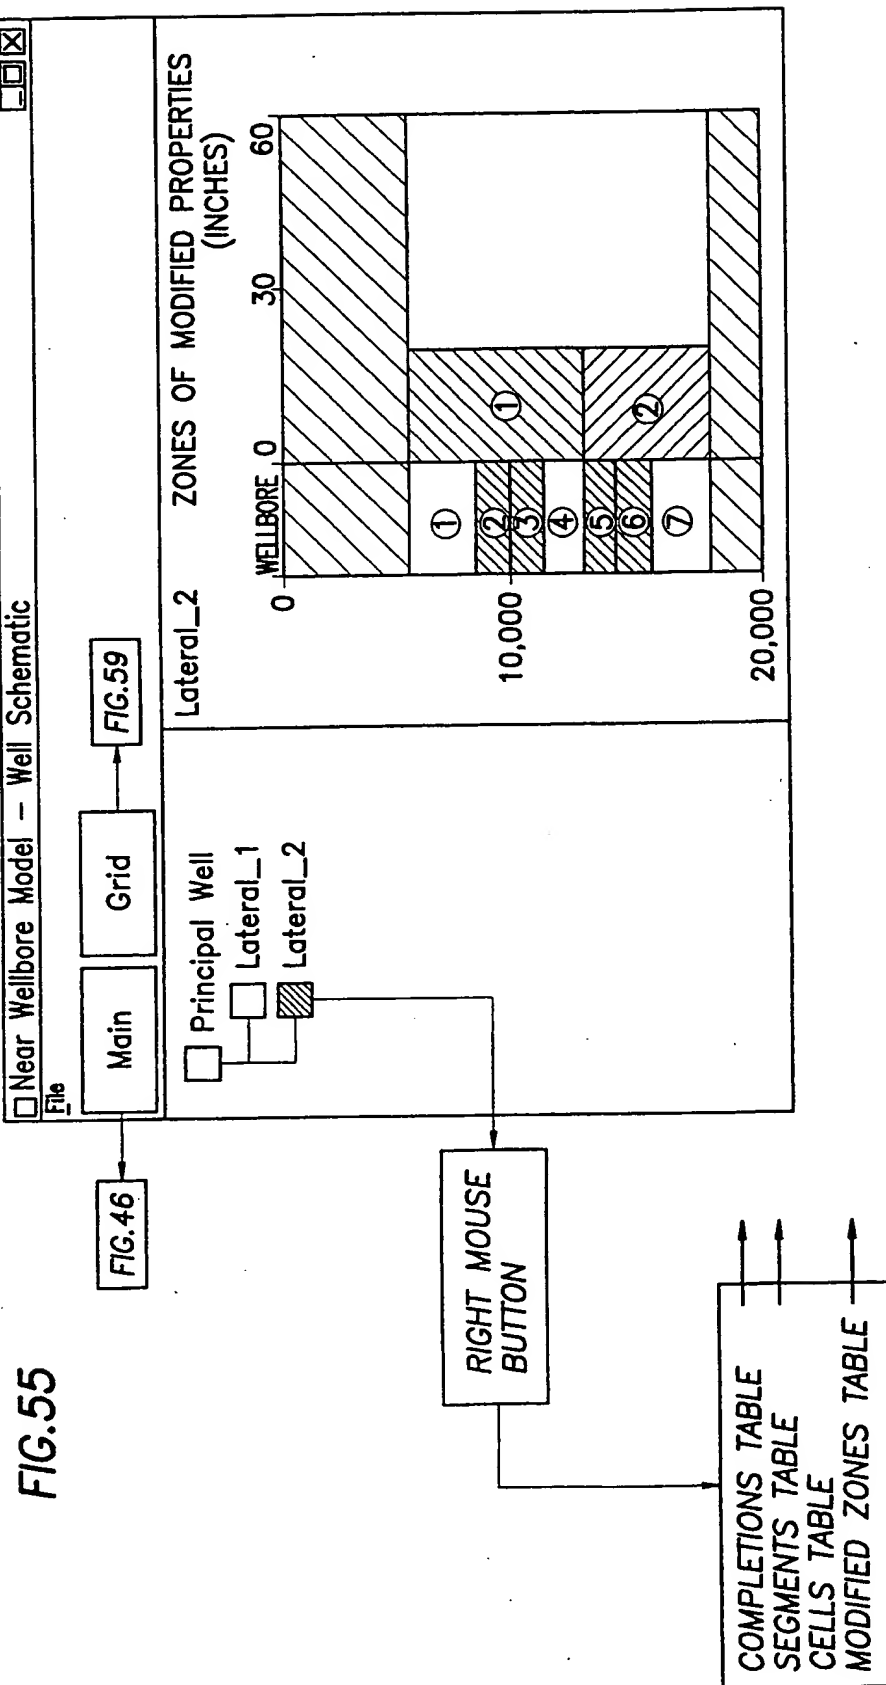 FIG.55
Near Wellbore Model – Well Schematic
File
FIG.46
Main
Grid
FIG.59
Principal Well
Lateral_1
Lateral_2
Lateral_2
ZONES OF MODIFIED PROPERTIES
(INCHES)
WELLBORE
0
30
60
0
10,000
20,000
①
②
③
④
⑤
⑥
⑦
①
②
RIGHT MOUSE
BUTTON
COMPLETIONS TABLE
SEGMENTS TABLE
CELLS TABLE
MODIFIED ZONES TABLE